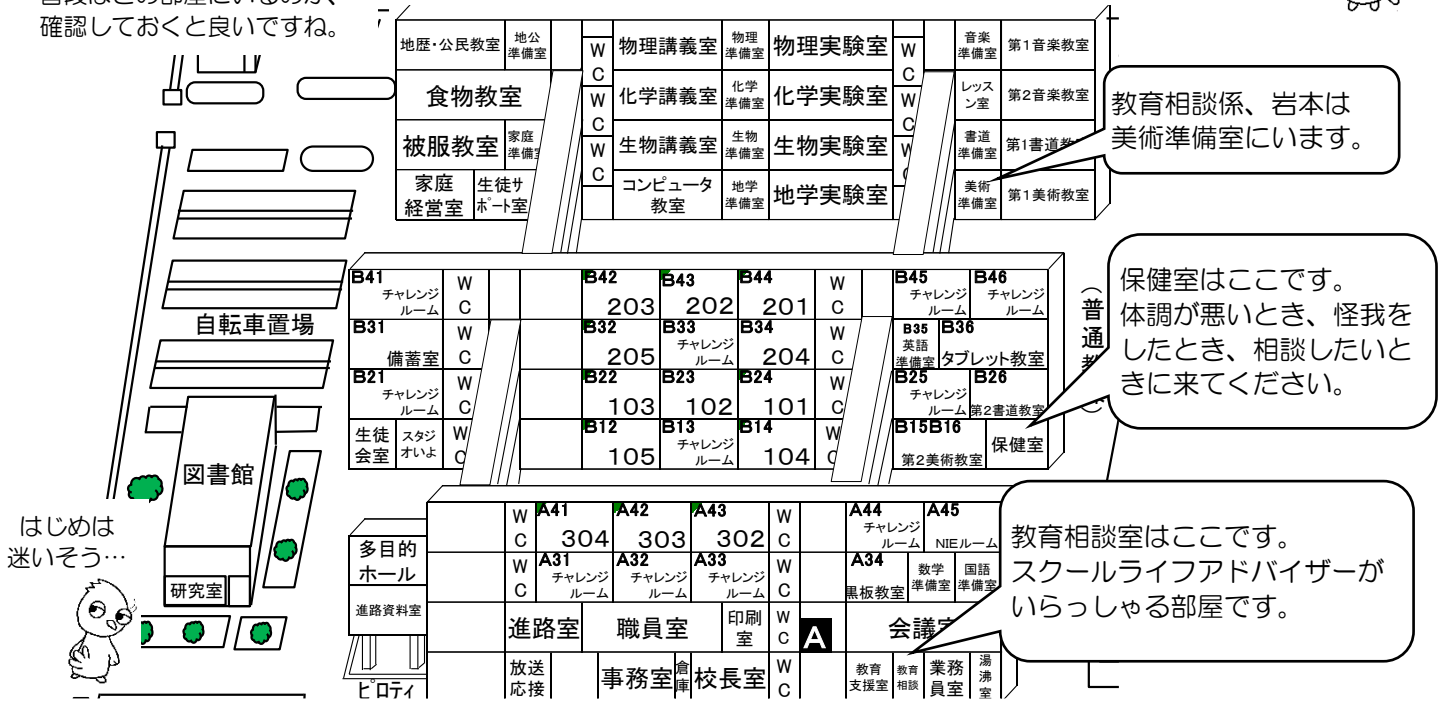 確認しておくと良いですね。
地歴・公民教室
地公
準備室
WC
物理講義室
物理
準備室
物理実験室
WC
音楽
準備室
第1音楽教室
食物教室
WC
化学講義室
化学
準備室
化学実験室
WC
レッス
ン室
第2音楽教室
被服教室
家庭
WC
生物講義室
生物
準備室
生物実験室
書道
準備室
家庭
経営室
生徒サ
ポート室
コンピュータ
教室
地学
準備室
地学実験室
美術
準備室
第1美術教室
教育相談係、岩本は
美術準備室にいます。
B41
チャレンジ
ルーム
WC
B42
203
B43
202
B44
201
WC
B45
チャレンジ
ルーム
B46
チャレンジ
ルーム
B31
備蓄室
WC
B32
205
B33
チャレンジ
ルーム
B34
204
WC
B35
英語
準備室
B36
タブレット教室
B21
チャレンジ
ルーム
WC
B22
103
B23
102
B24
101
WC
B25
チャレンジ
ルーム
B26
第2書道教室
生徒
会室
スタジ
オいよ
WC
B12
105
B13
チャレンジ
ルーム
B14
104
WC
B15B16
第2美術教室
保健室
保健室はここです。
体調が悪いとき、怪我を
したとき、相談したいと
きに来てください。
自転車置場
図書館
研究室
はじめは
迷いそう…
多目的
ホール
進路資料室
ピロティ
WC
A41
304
A42
303
A43
302
WC
A44
チャレンジ
ルーム
A45
NIEルーム
WC
A31
チャレンジ
ルーム
A32
チャレンジ
ルーム
A33
チャレンジ
ルーム
WC
A34
黒板教室
数学
準備室
国語
準備室
進路室
職員室
印刷
室
WC
A
放送
応接
事務室
倉
庫
校長室
WC
教育
支援室
教育
相談
業務
員室
湯
沸
室
教育相談室はここです。
スクールライフアドバイザーが
いらっしゃる部屋です。